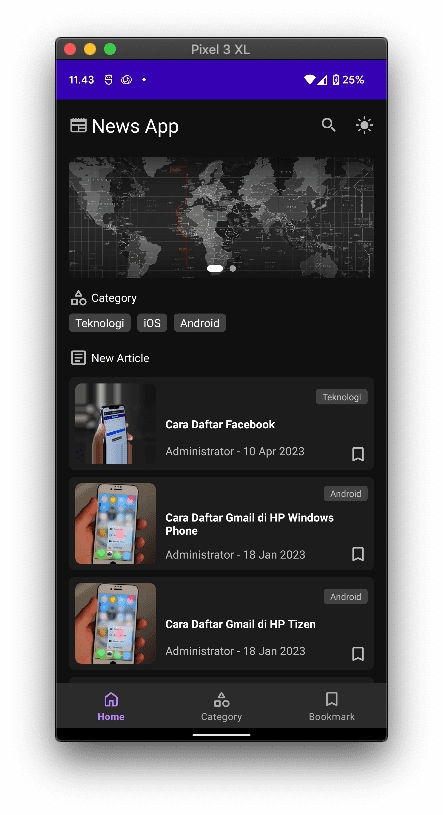 Pixel 3 XL
11.43
25%
News App
Category
Teknologi
iOS
Android
New Article
Teknologi
Cara Daftar Facebook
Administrator - 10 Apr 2023
Android
Cara Daftar Gmail di HP Windows
Phone
Administrator - 18 Jan 2023
Android
Cara Daftar Gmail di HP Tizen
Administrator - 18 Jan 2023
Home
Category
Bookmark